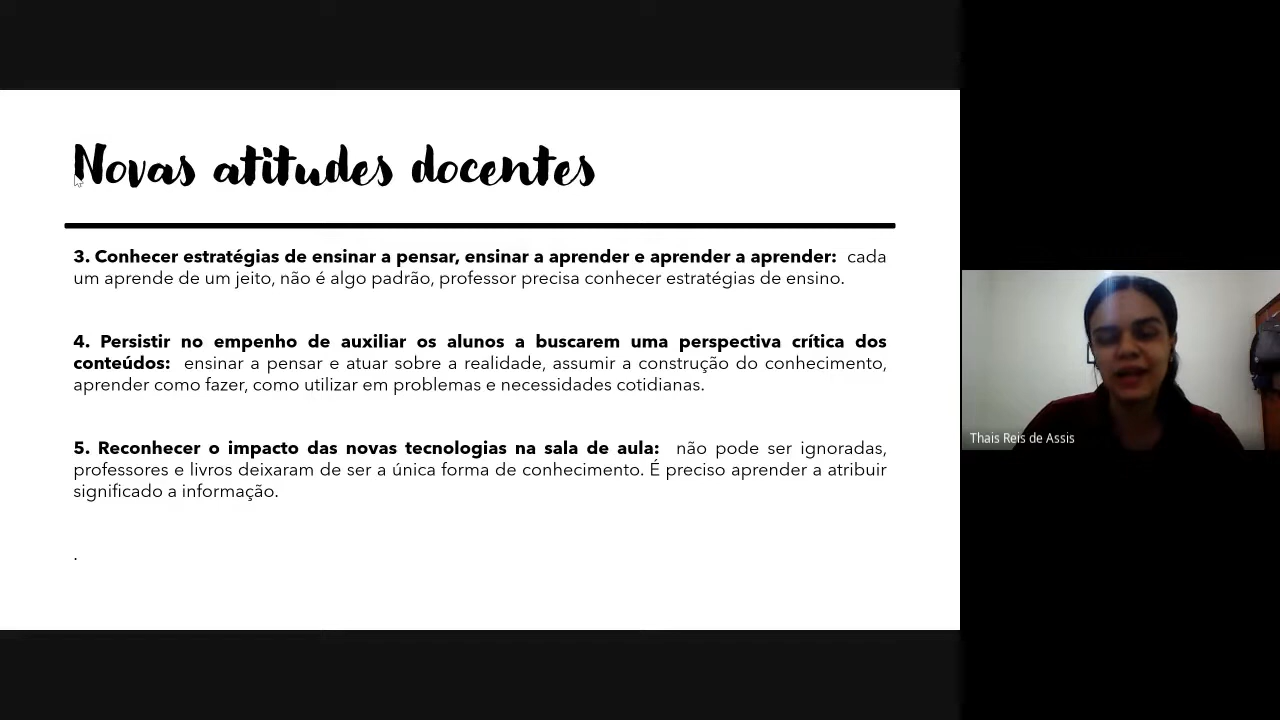 Novas atitudes docentes
3. Conhecer estratégias de ensinar a pensar, ensinar a aprender e aprender a aprender: cada
um aprende de um jeito, não é algo padrão, professor precisa conhecer estratégias de ensino.
4. Persistir no empenho de auxiliar os alunos a buscarem uma perspectiva crítica dos
conteúdos: ensinar a pensar e atuar sobre a realidade, assumir a construção do conhecimento,
aprender como fazer, como utilizar em problemas e necessidades cotidianas.
5. Reconhecer o impacto das novas tecnologias na sala de aula: não pode ser ignoradas,
professores e livros deixaram de ser a única forma de conhecimento. É preciso aprender a atribuir
significado a informação.
.
Thais Reis de Assis